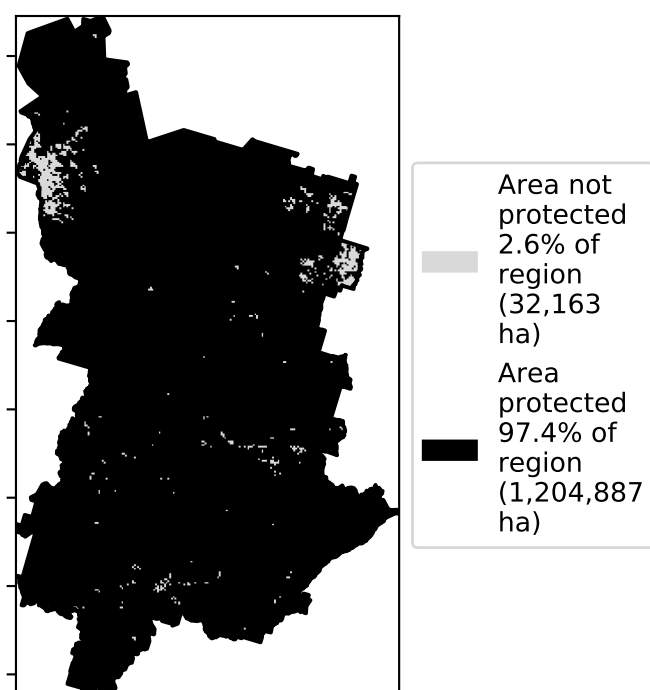 Area not
protected
2.6% of
region
(32,163
ha)
Area
protected
97.4% of
region
(1,204,887
ha)